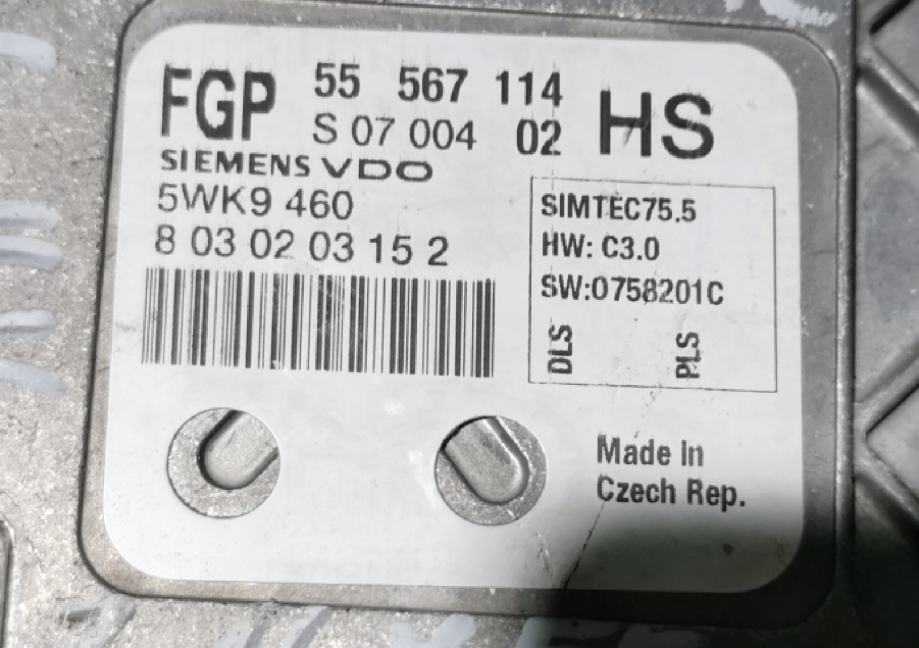 FGP 55 567 114 HS
S 07 004 02
SIEMENS VDO
5WK9 460
8 03 02 03 15 2
SIMTEC75.5
HW: C3.0
SW:0758201C
DLS PLS
Made In
Czech Rep.